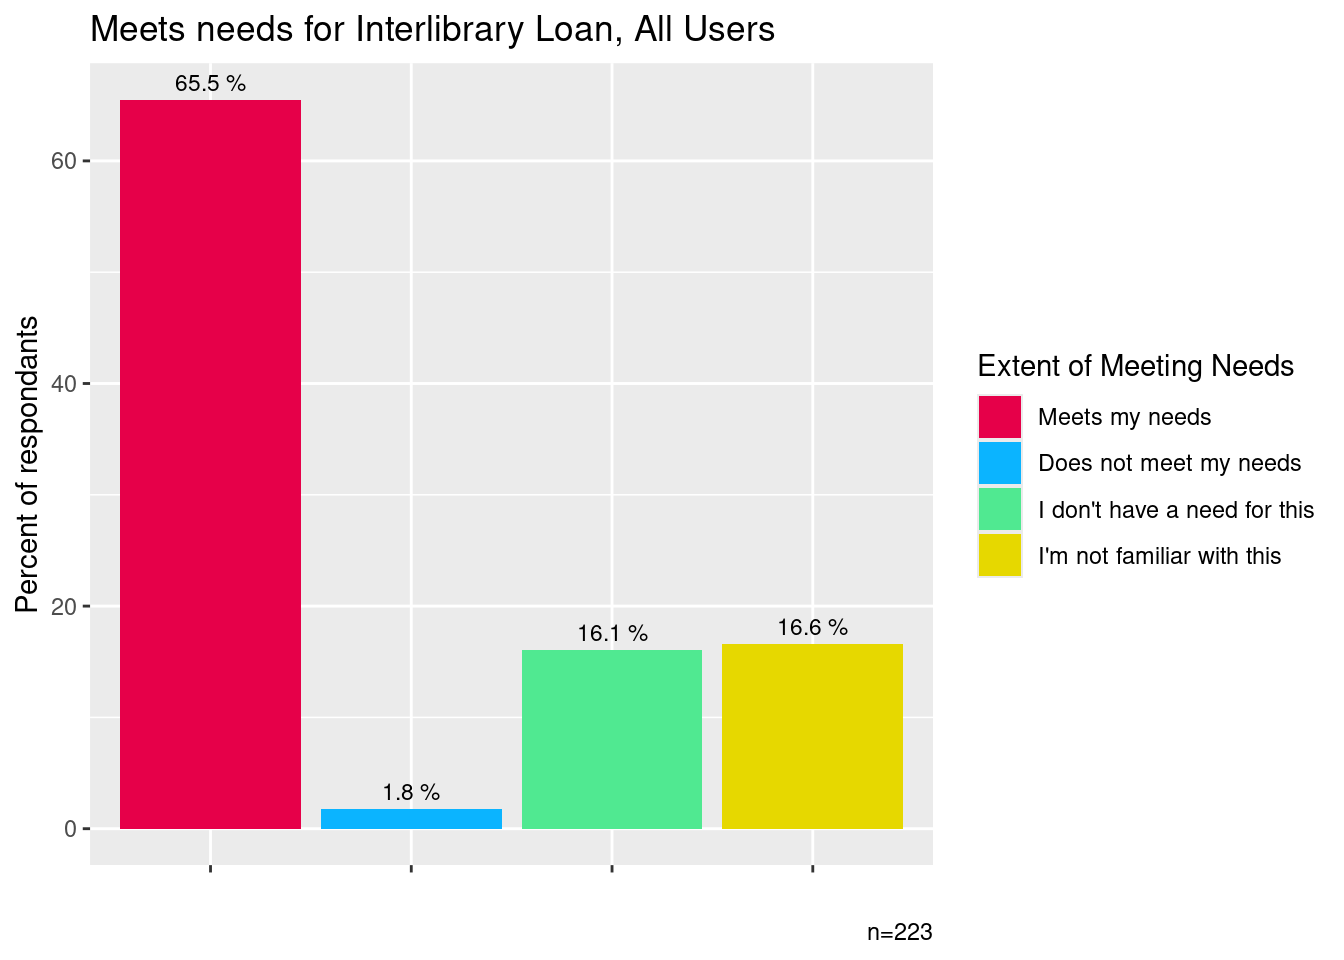 Meets needs for Interlibrary Loan, All Users
65.5 %
1.8 %
16.1 %
16.6 %
60
40
20
0
Percent of respondants
Extent of Meeting Needs
Meets my needs
Does not meet my needs
I don't have a need for this
I'm not familiar with this
n=223